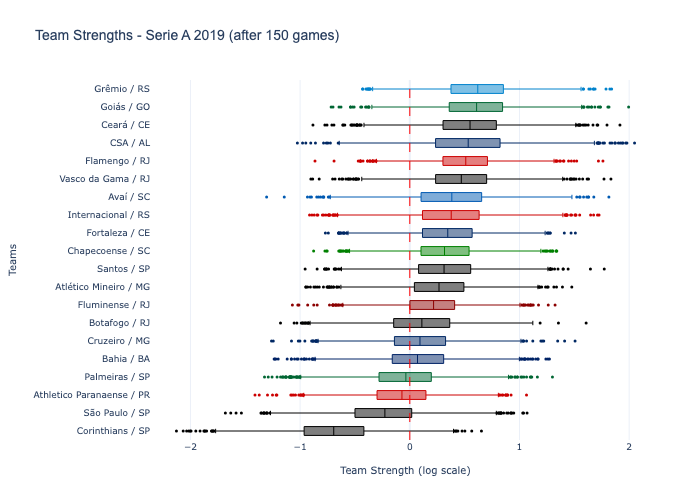 Team Strengths - Serie A 2019 (after 150 games)
Grêmio / RS
Goiás / GO
Ceará / CE
CSA / AL
Flamengo / RJ
Vasco da Gama / RJ
Avaí / SC
Internacional / RS
Fortaleza / CE
Chapecoense / SC
Santos / SP
Atlético Mineiro / MG
Fluminense / RJ
Botafogo / RJ
Cruzeiro / MG
Bahia / BA
Palmeiras / SP
Athletico Paranaense / PR
São Paulo / SP
Corinthians / SP
Teams
−2 −1 0 1 2
Team Strength (log scale)